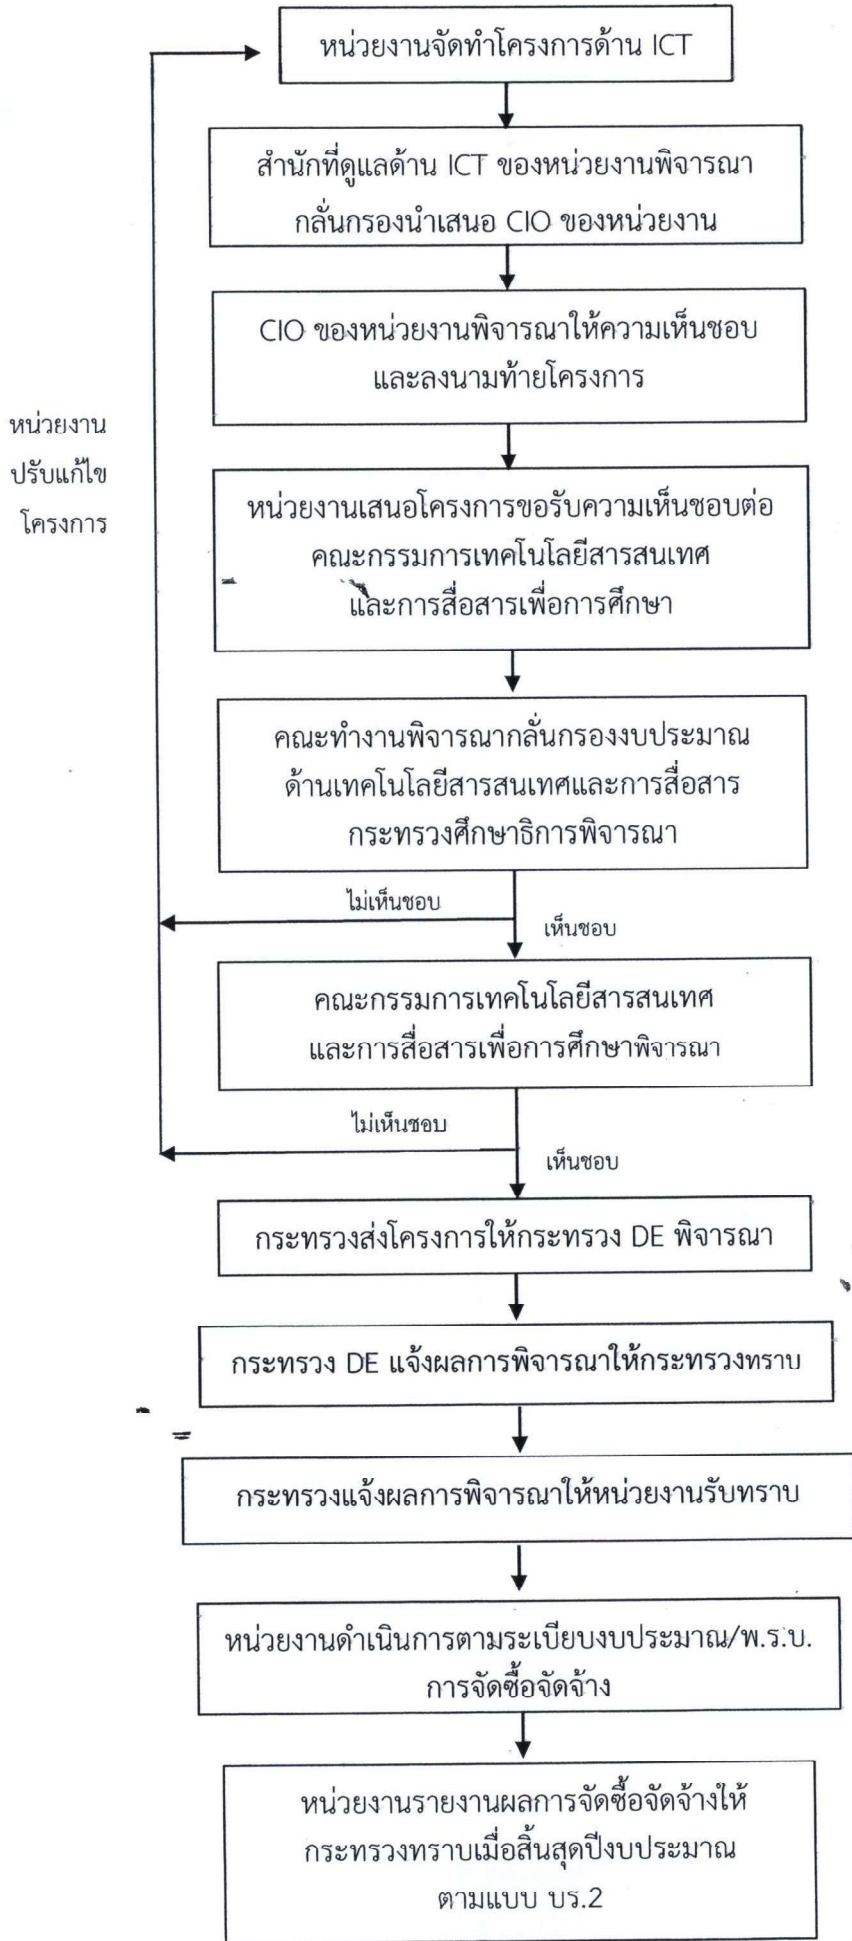 หน่วยงานจัดทำโครงการด้าน ICT
สำนักที่ดูแลด้าน ICT ของหน่วยงานพิจารณา
กลั่นกรองนำเสนอ CIO ของหน่วยงาน
CIO ของหน่วยงานพิจารณาให้ความเห็นชอบ
และลงนามท้ายโครงการ
หน่วยงาน
ปรับแก้ไข
โครงการ
หน่วยงานเสนอโครงการขอรับความเห็นชอบต่อ
คณะกรรมการเทคโนโลยีสารสนเทศ
และการสื่อสารเพื่อการศึกษา
คณะทำงานพิจารณากลั่นกรองงบประมาณ
ด้านเทคโนโลยีสารสนเทศและการสื่อสาร
กระทรวงศึกษาธิการพิจารณา
ไม่เห็นชอบ
เห็นชอบ
คณะกรรมการเทคโนโลยีสารสนเทศ
และการสื่อสารเพื่อการศึกษาพิจารณา
ไม่เห็นชอบ
เห็นชอบ
กระทรวงส่งโครงการให้กระทรวง DE พิจารณา
กระทรวง DE แจ้งผลการพิจารณาให้กระทรวงทราบ
กระทรวงแจ้งผลการพิจารณาให้หน่วยงานรับทราบ
หน่วยงานดำเนินการตามระเบียบงบประมาณ/พ.ร.บ.
การจัดซื้อจัดจ้าง
หน่วยงานรายงานผลการจัดซื้อจัดจ้างให้
กระทรวงทราบเมื่อสิ้นสุดปีงบประมาณ
ตามแบบ บร.2